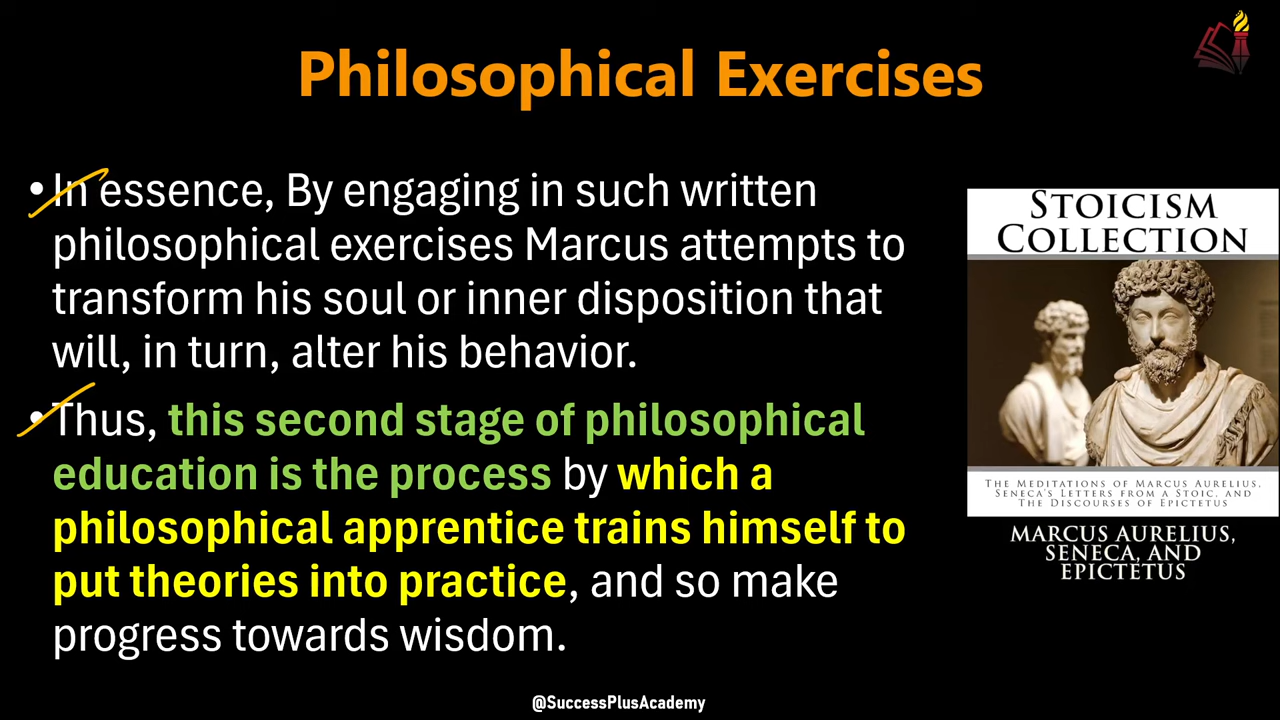 Philosophical Exercises
• In essence, By engaging in such written
philosophical exercises Marcus attempts to
transform his soul or inner disposition that
will, in turn, alter his behavior.
• Thus, this second stage of philosophical
education is the process by which a
philosophical apprentice trains himself to
put theories into practice, and so make
progress towards wisdom.
STOICISM
COLLECTION
THE MEDITATIONS OF MARCUS AURELIUS,
SENECA'S LETTERS FROM A STOIC, AND
THE DISCOURSES OF EPICTETUS
MARCUS AURELIUS,
SENECA, AND
EPICTETUS
@SuccessPlusAcademy